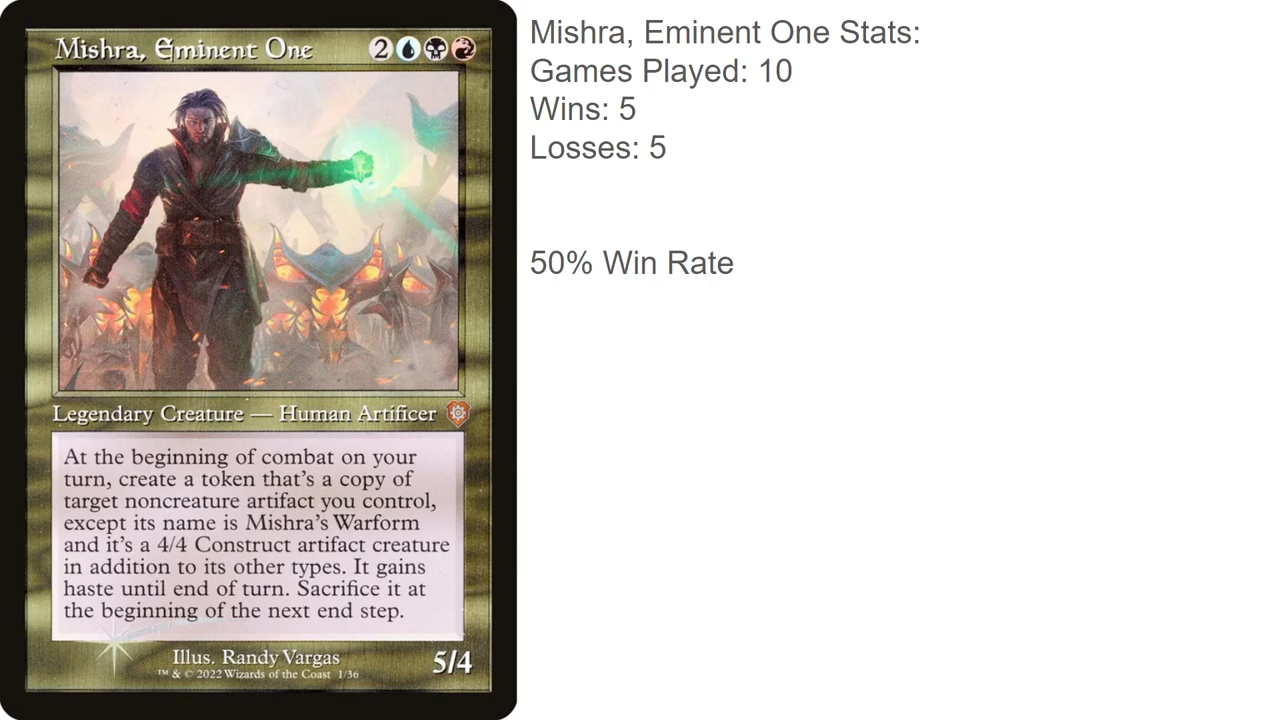 Mishra, Eminent One
2
Legendary Creature — Human Artificer
At the beginning of combat on your
turn, create a token that's a copy of
target noncreature artifact you control,
except its name is Mishra's Warform
and it's a 4/4 Construct artifact creature
in addition to its other types. It gains
haste until end of turn. Sacrifice it at
the beginning of the next end step.
Illus. Randy Vargas
™ & © 2022 Wizards of the Coast 1/36
5/4
Mishra, Eminent One Stats:
Games Played: 10
Wins: 5
Losses: 5
50% Win Rate